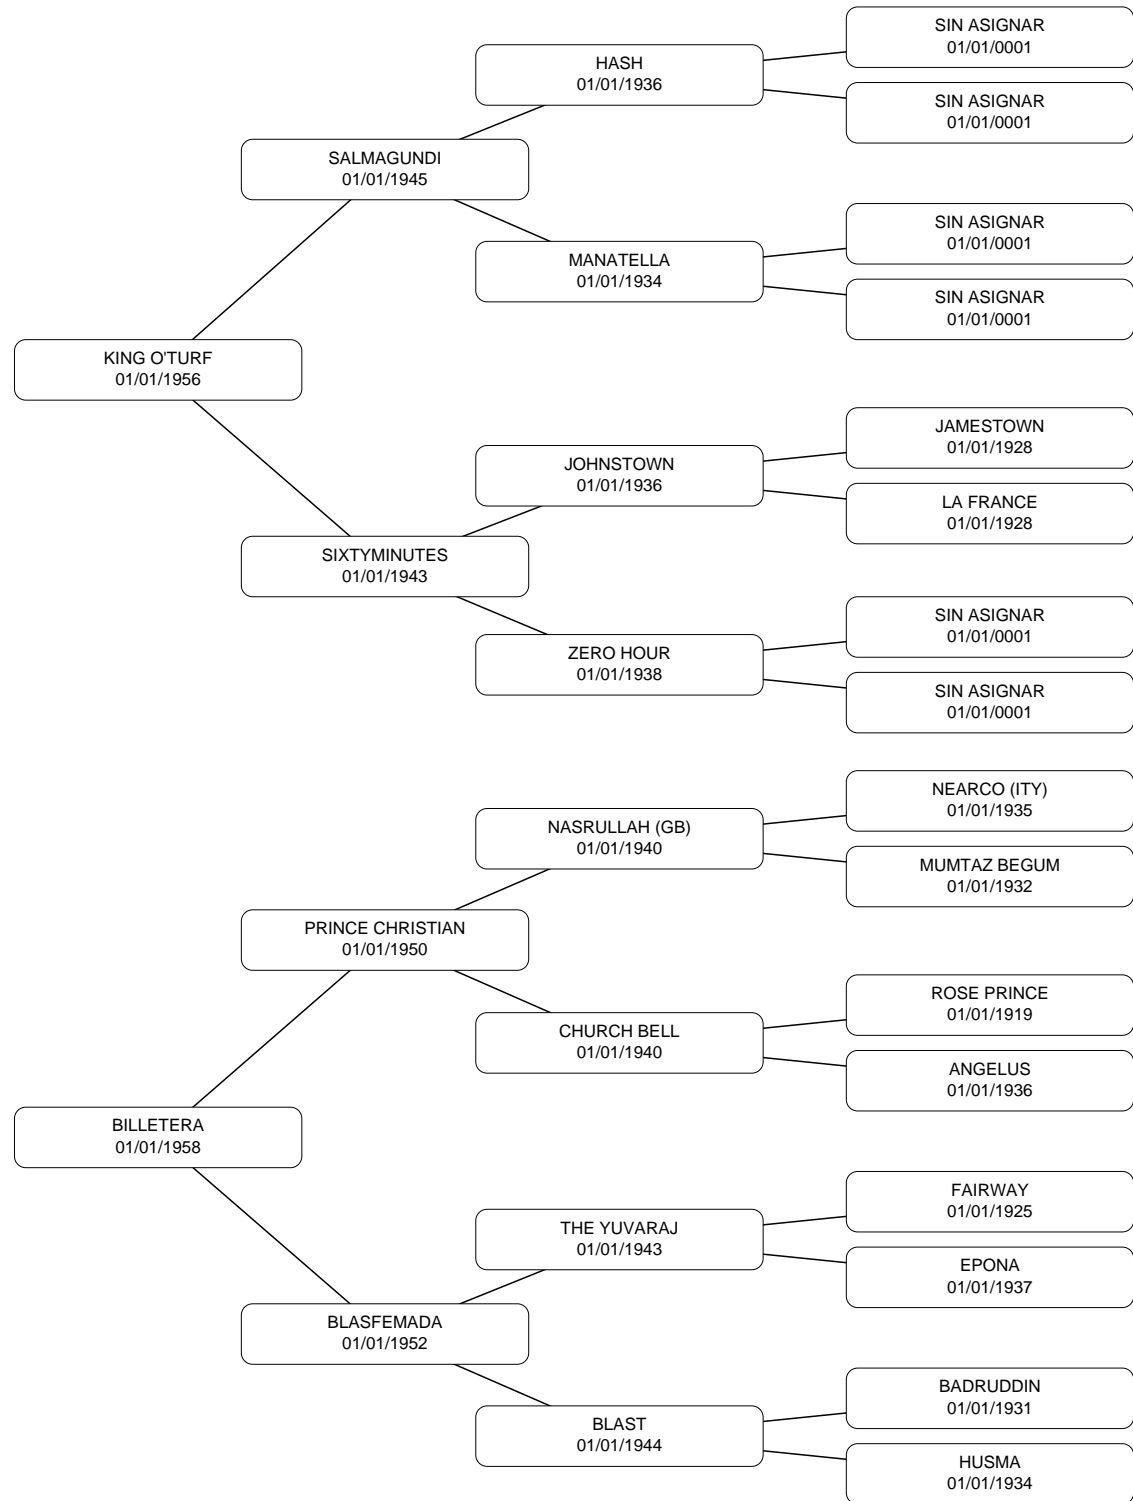 SIN ASIGNAR
01/01/0001
HASH
01/01/1936
SIN ASIGNAR
01/01/0001
SALMAGUNDI
01/01/1945
SIN ASIGNAR
01/01/0001
MANATELLA
01/01/1934
SIN ASIGNAR
01/01/0001
KING O'TURF
01/01/1956
JAMESTOWN
01/01/1928
JOHNSTOWN
01/01/1936
LA FRANCE
01/01/1928
SIXTYMINUTES
01/01/1943
SIN ASIGNAR
01/01/0001
ZERO HOUR
01/01/1938
SIN ASIGNAR
01/01/0001
NEARCO (ITY)
01/01/1935
NASRULLAH (GB)
01/01/1940
MUMTAZ BEGUM
01/01/1932
PRINCE CHRISTIAN
01/01/1950
ROSE PRINCE
01/01/1919
CHURCH BELL
01/01/1940
ANGELUS
01/01/1936
BILLETERA
01/01/1958
FAIRWAY
01/01/1925
THE YUVARAJ
01/01/1943
EPONA
01/01/1937
BLASFEMADA
01/01/1952
BADRUDDIN
01/01/1931
BLAST
01/01/1944
HUSMA
01/01/1934